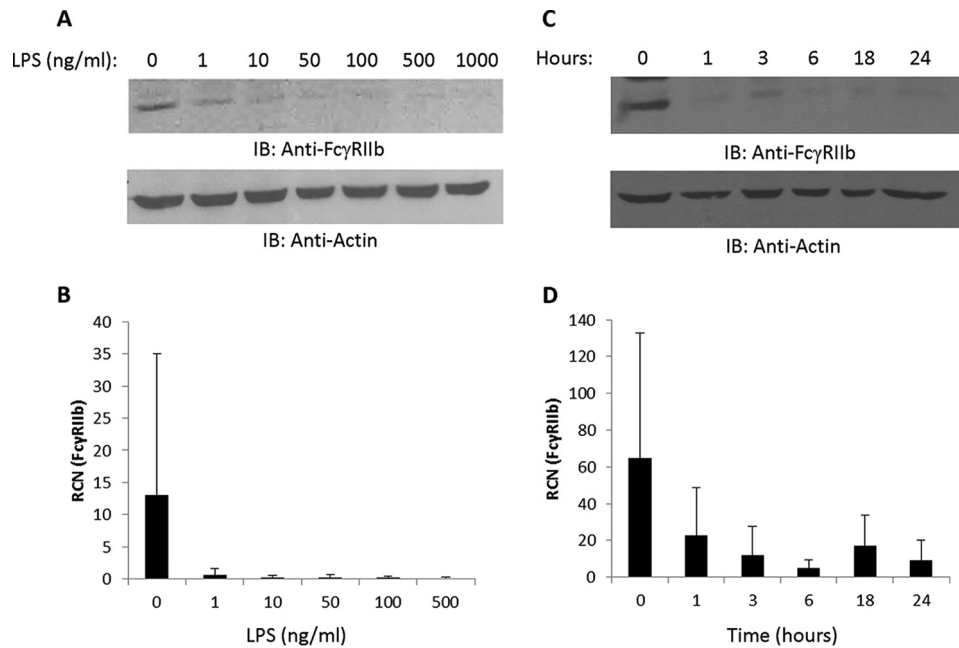 A
LPS (ng/ml): 0 1 10 50 100 500 1000
IB: Anti-FcγRIIb
IB: Anti-Actin
B
RCN (FcγRIIb)
40
35
30
25
20
15
10
5
0
0 1 10 50 100 500
LPS (ng/ml)
C
Hours: 0 1 3 6 18 24
IB: Anti-FcγRIIb
IB: Anti-Actin
D
RCN (FcγRIIb)
140
120
100
80
60
40
20
0
0 1 3 6 18 24
Time (hours)